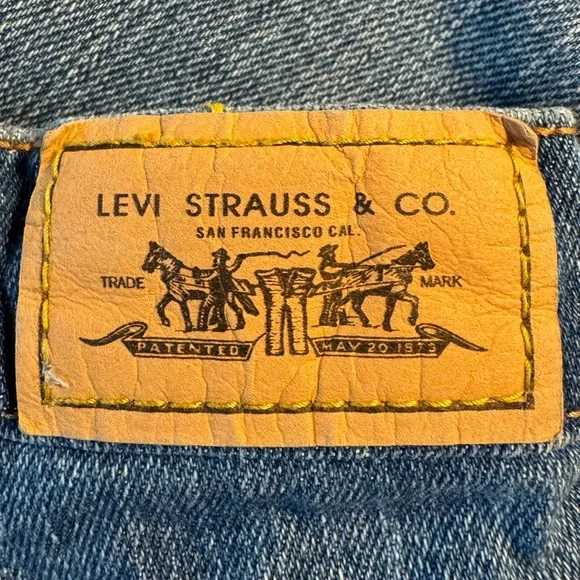 LEVI STRAUSS & CO.
SAN FRANCISCO CAL.
TRADE MARK
PATENTED MAY 20 1873